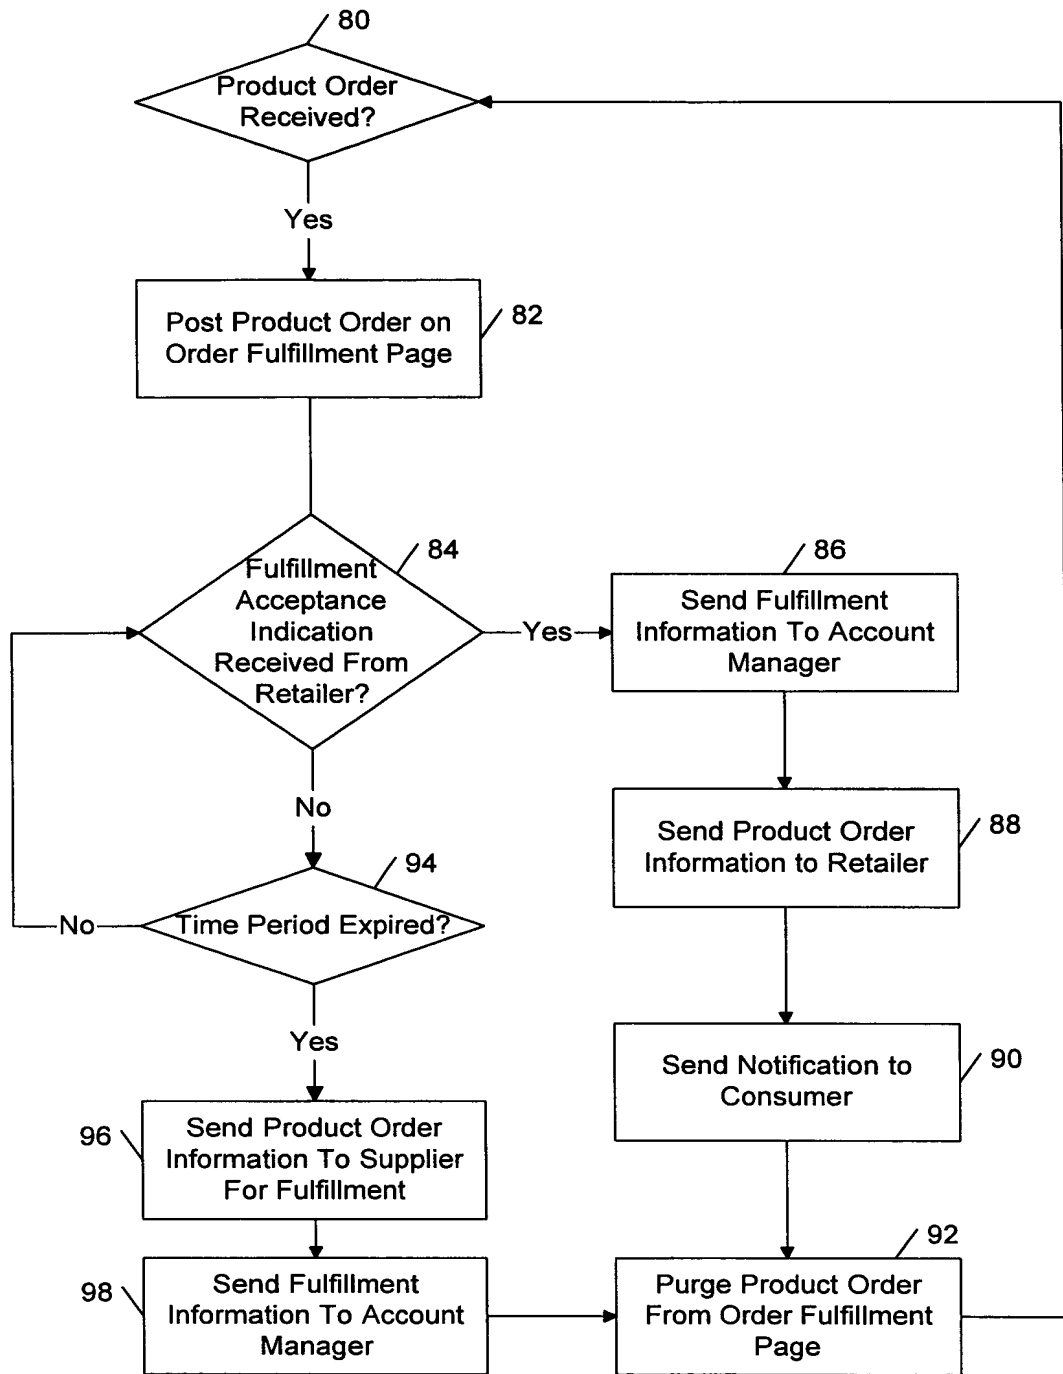 80
Product Order
Received?
Yes
Post Product Order on
Order Fulfillment Page
82
84
Fulfillment
Acceptance
Indication
Received From
Retailer?
Yes
86
Send Fulfillment
Information To Account
Manager
No
Send Product Order
Information to Retailer
88
94
Time Period Expired?
No
Yes
Send Notification to
Consumer
90
96
Send Product Order
Information To Supplier
For Fulfillment
98
Send Fulfillment
Information To Account
Manager
92
Purge Product Order
From Order Fulfillment
Page